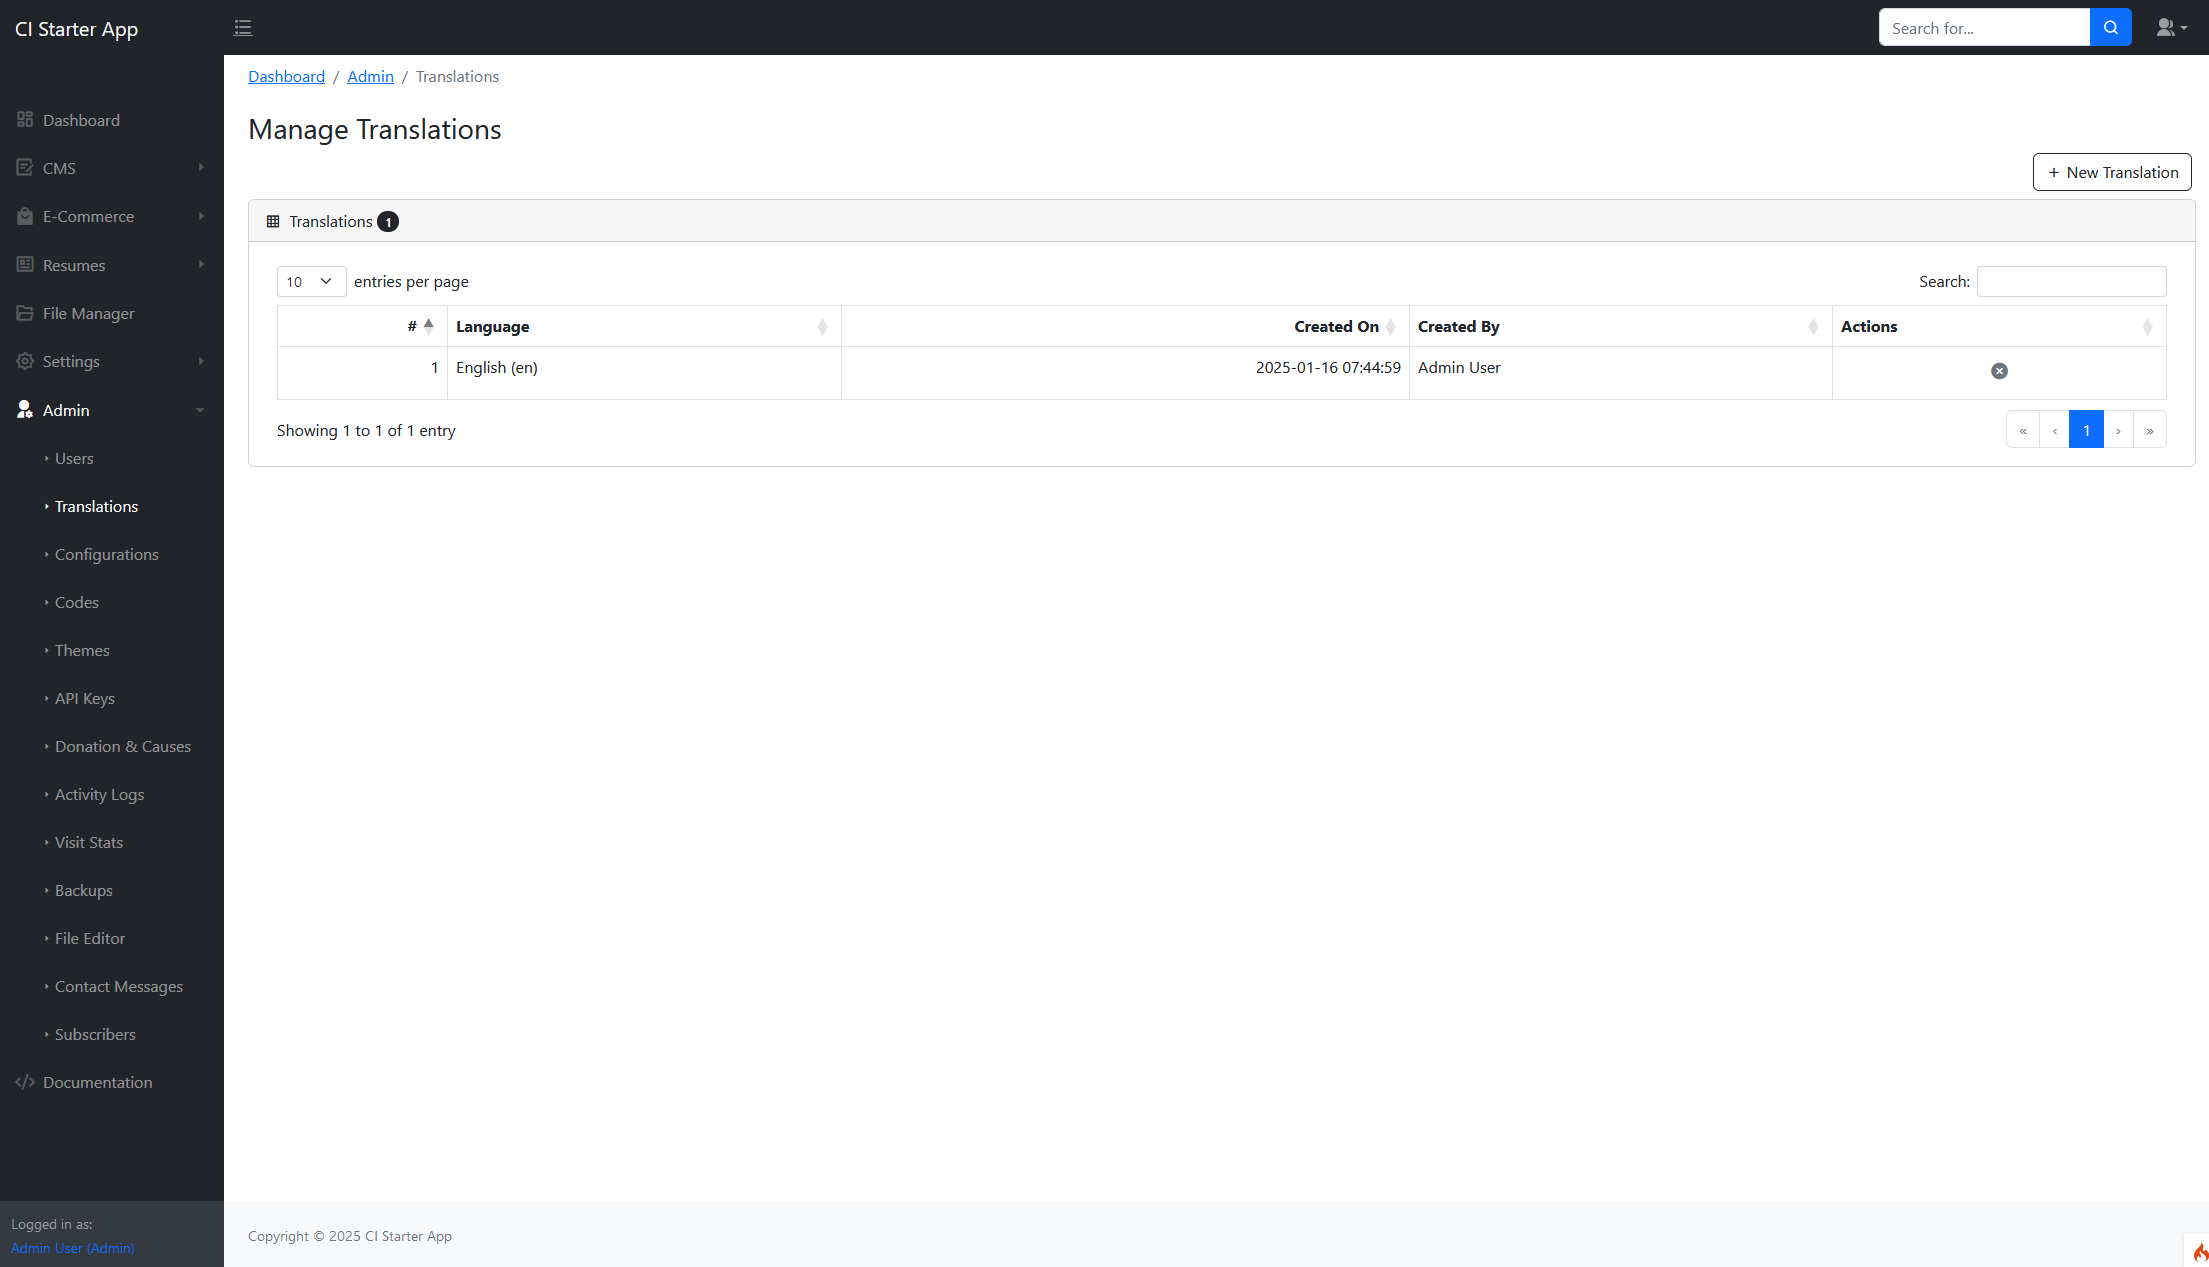 CI Starter App
Search for...
Dashboard
CMS
E-Commerce
Resumes
File Manager
Settings
Admin
Users
Translations
Configurations
Codes
Themes
API Keys
Donation & Causes
Activity Logs
Visit Stats
Backups
File Editor
Contact Messages
Subscribers
Documentation
Logged in as:
Admin User (Admin)
Dashboard / Admin / Translations
Manage Translations
+ New Translation
Translations 1
10 entries per page
Search:
# Language Created On Created By Actions
1 English (en) 2025-01-16 07:44:59 Admin User
Showing 1 to 1 of 1 entry
« ‹ 1 › »
Copyright © 2025 CI Starter App